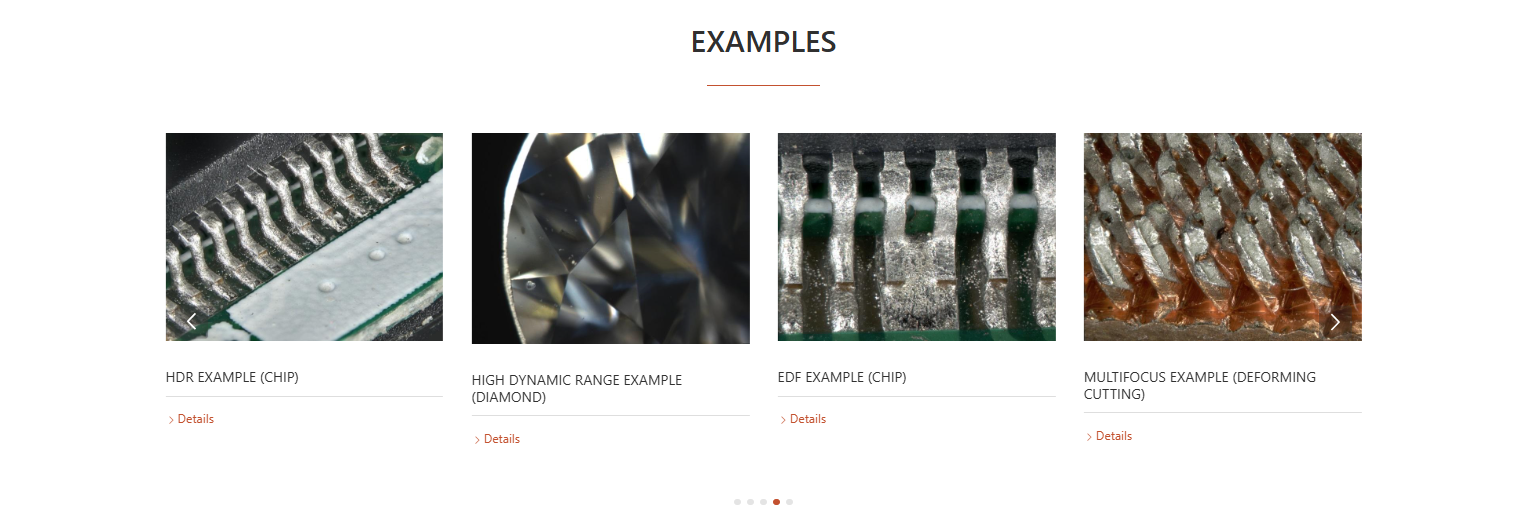 EXAMPLES
HDR EXAMPLE (CHIP)
Details
HIGH DYNAMIC RANGE EXAMPLE
(DIAMOND)
Details
EDF EXAMPLE (CHIP)
Details
MULTIFOCUS EXAMPLE (DEFORMING
CUTTING)
Details